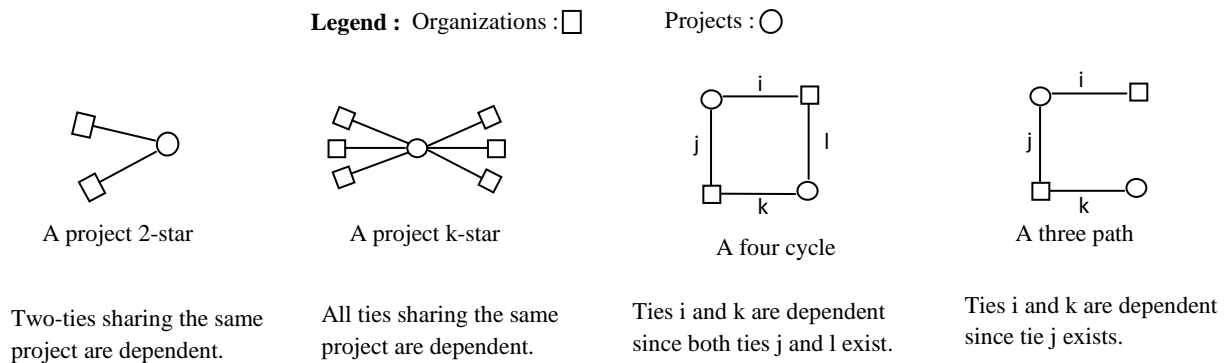 Legend : Organizations :
Projects :
i
j
l
k
i
j
k
A project 2-star
A project k-star
A four cycle
A three path
Two-ties sharing the same
project are dependent.
All ties sharing the same
project are dependent.
Ties i and k are dependent
since both ties j and l exist.
Ties i and k are dependent
since tie j exists.